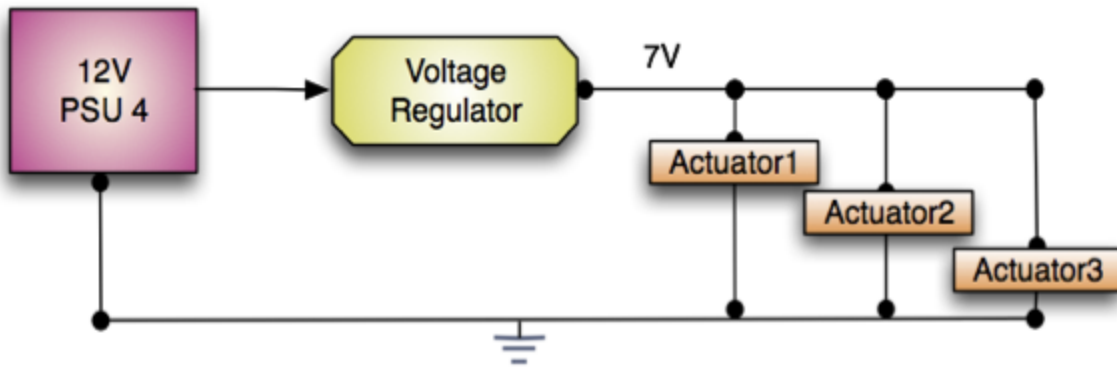 12V
PSU 4
Voltage
Regulator
7V
Actuator1
Actuator2
Actuator3